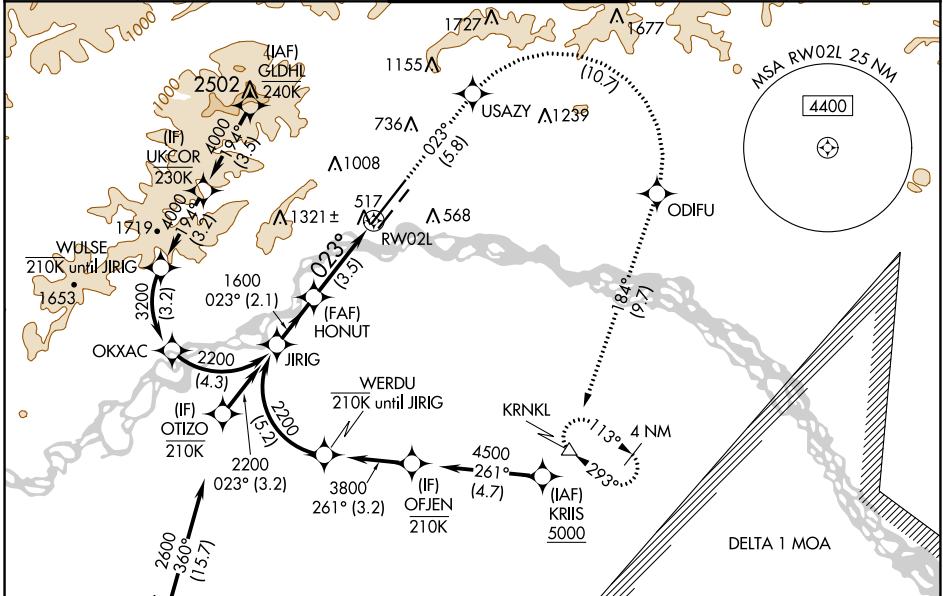 1000
1727
1677
(IAF)
GLDHL
240K
2502
1155
(10.7)
MSA RW02L 25 NM
4400
1000
4000
194°
(3.5)
(IF)
UKCOR
230K
USAZY
1239
736
023°
(5.8)
1008
4000
194°
(3.2)
ODIFU
517
1321 ±
568
RW02L
1719
WULSE
210K until JIRIG
1653
3200
(3.2)
023°
(3.5)
1600
023° (2.1)
(FAF)
HONUT
184°
(9.7)
OKXAC
2200
(4.3)
JIRIG
WERDU
210K until JIRIG
(IF)
OTIZO
210K
2200
(5.2)
KRNKL
113°
4 NM
293°
2200
023° (3.2)
3800
261° (3.2)
(IF)
OFJEN
210K
4500
261°
(4.7)
(IAF)
KRIIS
5000
2600
360°
(15.7)
DELTA 1 MOA